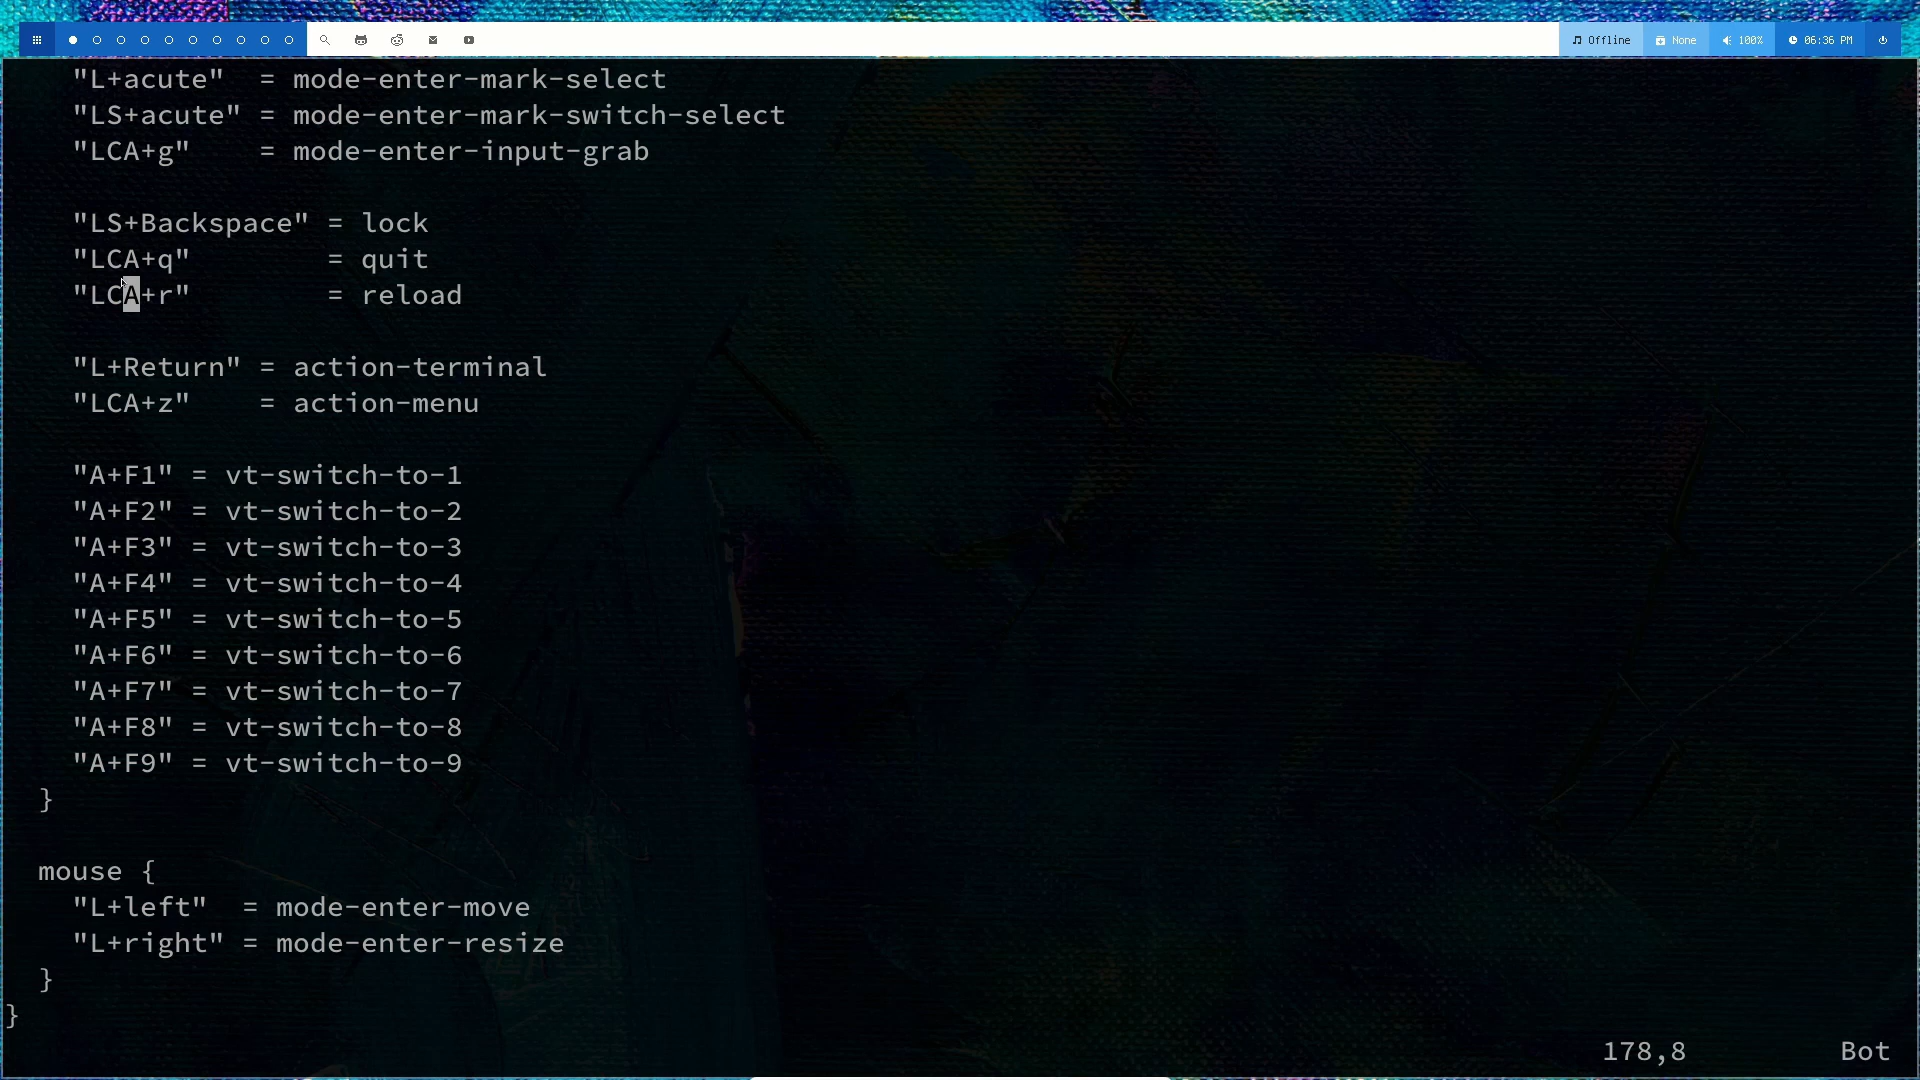 Offline
None
100%
06:36 PM
"L+acute"  = mode-enter-mark-select
"LS+acute" = mode-enter-mark-switch-select
"LCA+g"    = mode-enter-input-grab
"LS+Backspace" = lock
"LCA+q"        = quit
"LCA+r"        = reload
"L+Return" = action-terminal
"LCA+z"    = action-menu
"A+F1" = vt-switch-to-1
"A+F2" = vt-switch-to-2
"A+F3" = vt-switch-to-3
"A+F4" = vt-switch-to-4
"A+F5" = vt-switch-to-5
"A+F6" = vt-switch-to-6
"A+F7" = vt-switch-to-7
"A+F8" = vt-switch-to-8
"A+F9" = vt-switch-to-9
}
mouse {
"L+left"  = mode-enter-move
"L+right" = mode-enter-resize
}
}
178,8 Bot